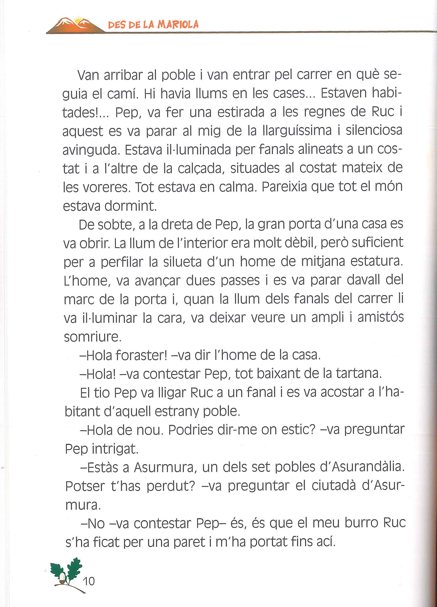 DES DE LA MARIOLA
Van arribar al poble i van entrar pel carrer en què se-
guia el camí. Hi havia llums en les cases... Estaven habi-
tades!... Pep, va fer una estirada a les regnes de Ruc i
aquest es va parar al mig de la llarguíssima i silenciosa
avinguda. Estava il·luminada per fanals alineats a un cos-
tat i a l'altre de la calçada, situades al costat mateix de
les voreres. Tot estava en calma. Pareixia que tot el món
estava dormint.
De sobte, a la dreta de Pep, la gran porta d'una casa es
va obrir. La llum de l'interior era molt dèbil, però suficient
per a perfilar la silueta d'un home de mitjana estatura.
L'home, va avançar dues passes i es va parar davall del
marc de la porta i, quan la llum dels fanals del carrer li
va il·luminar la cara, va deixar veure un ampli i amistós
somriure.
–Hola foraster! –va dir l'home de la casa.
–Hola! –va contestar Pep, tot baixant de la tartana.
El tio Pep va lligar Ruc a un fanal i es va acostar a l'ha-
bitant d'aquell estrany poble.
–Hola de nou. Podries dir-me on estic? –va preguntar
Pep intrigat.
–Estàs a Asurmura, un dels set pobles d'Asurandàlia.
Potser t'has perdut? –va preguntar el ciutadà d'Asur-
mura.
–No –va contestar Pep– és, és que el meu burro Ruc
s'ha ficat per una paret i m'ha portat fins ací.
10